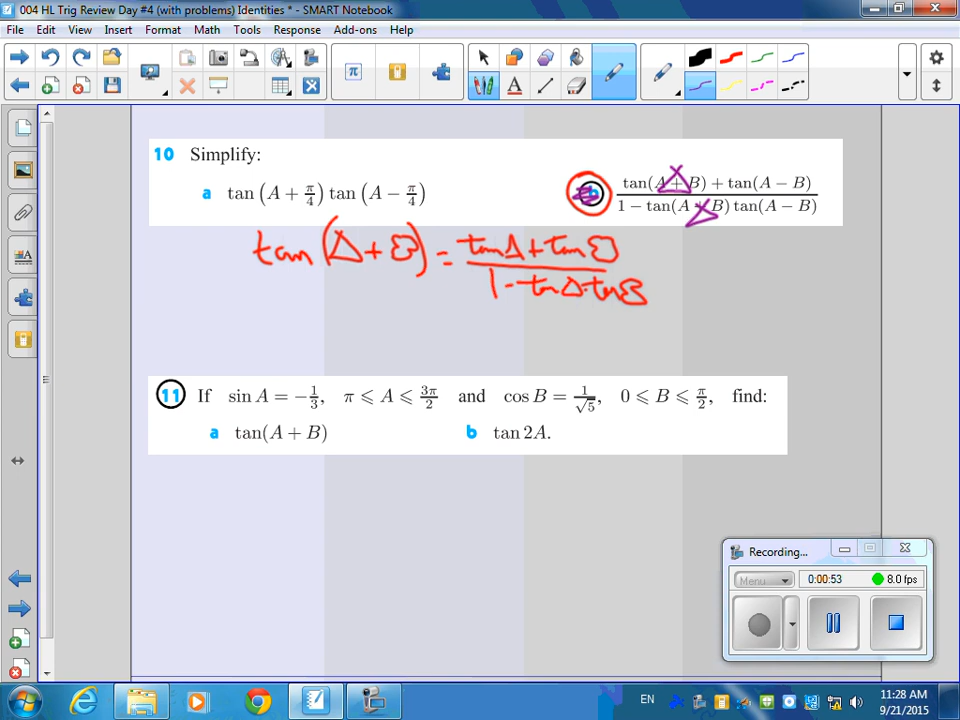 004 HL Trig Review Day #4 (with problems) Identities * - SMART Notebook
File Edit View Insert Format Math Tools Response Add-ons Help
10 Simplify:
a tan (A + π/4) tan (A − π/4)
b (tan(A + B) + tan(A − B)) / (1 − tan(A + B) tan(A − B))
tan(Δ + B) = (tanΔ + tanB) / (1 - tanΔ·tanB)
11 If sin A = −1/3, π ⩽ A ⩽ 3π/2 and cos B = 1/√5, 0 ⩽ B ⩽ π/2, find:
a tan(A + B) b tan 2A.
Recording...
Menu 0:00:53 8.0 fps
EN
11:28 AM
9/21/2015